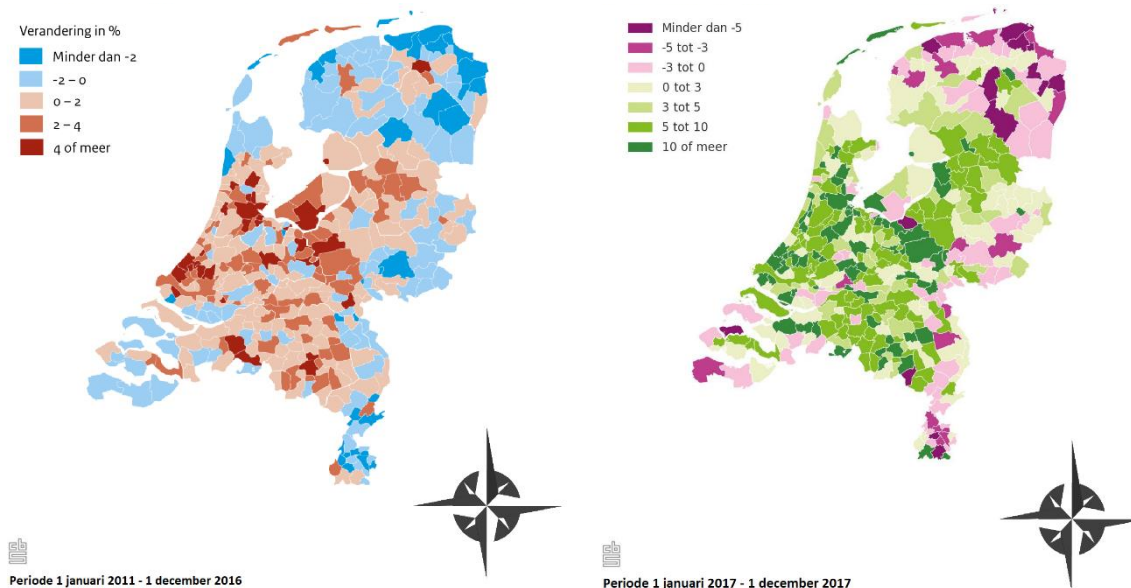 Verandering in %
Minder dan -2
-2 – 0
0 – 2
2 – 4
4 of meer
Periode 1 januari 2011 - 1 december 2016
Minder dan -5
-5 tot -3
-3 tot 0
0 tot 3
3 tot 5
5 tot 10
10 of meer
Periode 1 januari 2017 - 1 december 2017